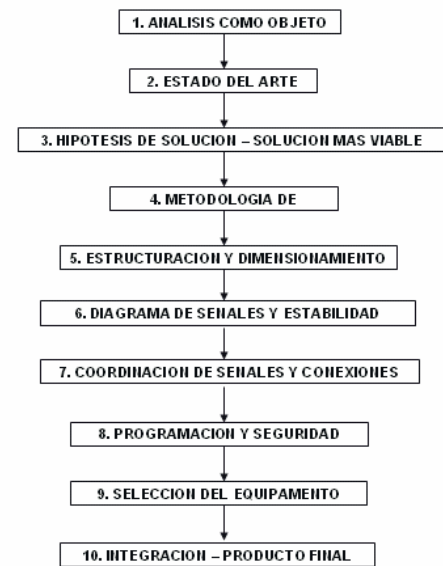 1. ANALISIS COMO OBJETO
2. ESTADO DEL ARTE
3. HIPOTESIS DE SOLUCION – SOLUCION MAS VIABLE
4. METODOLOGIA DE
5. ESTRUCTURACION Y DIMENSIONAMIENTO
6. DIAGRAMA DE SENALES Y ESTABILIDAD
7. COORDINACION DE SENALES Y CONEXIONES
8. PROGRAMACION Y SEGURIDAD
9. SELECCION DEL EQUIPAMENTO
10. INTEGRACION – PRODUCTO FINAL